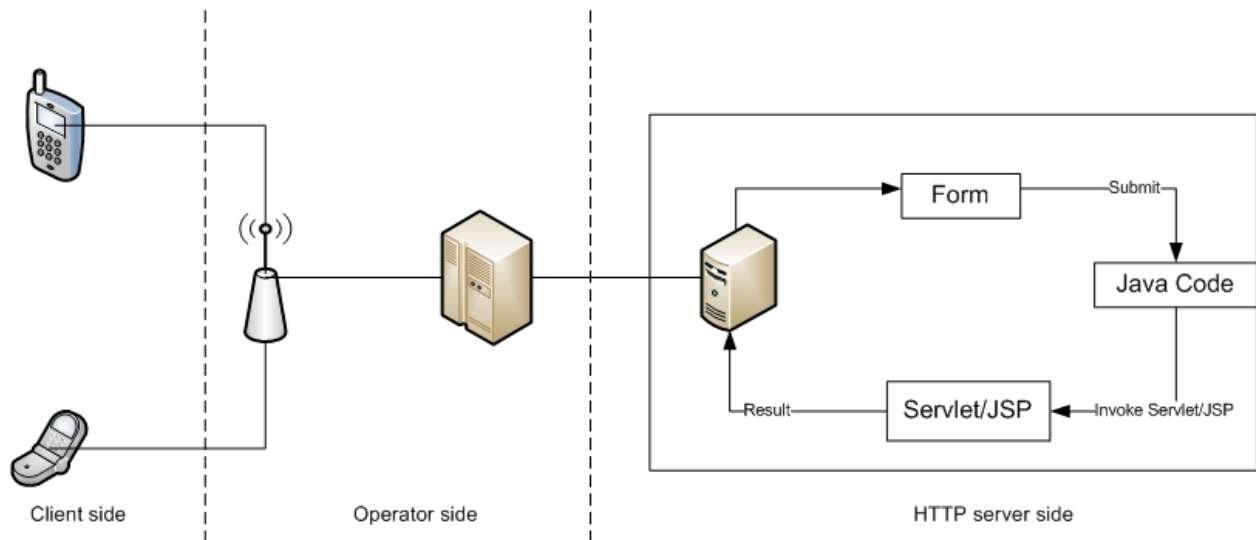 Form
Submit
Java Code
Servlet/JSP
Invoke Servlet/JSP
Result
Client side
Operator side
HTTP server side